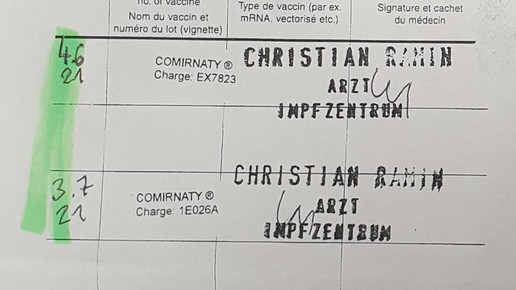 no. of vaccine
Nom du vaccin et
numéro du lot (vignette)
Type de vaccin (par ex.
mRNA, vectorisé etc.)
Signature et cachet
du médecin
4.6
21
COMIRNATY ®
Charge: EX7823
CHRISTIAN RAMIN
ARZT
IMPFZENTRUM
3.7
21
COMIRNATY ®
Charge: 1E026A
CHRISTIAN RAMIN
ARZT
IMPFZENTRUM